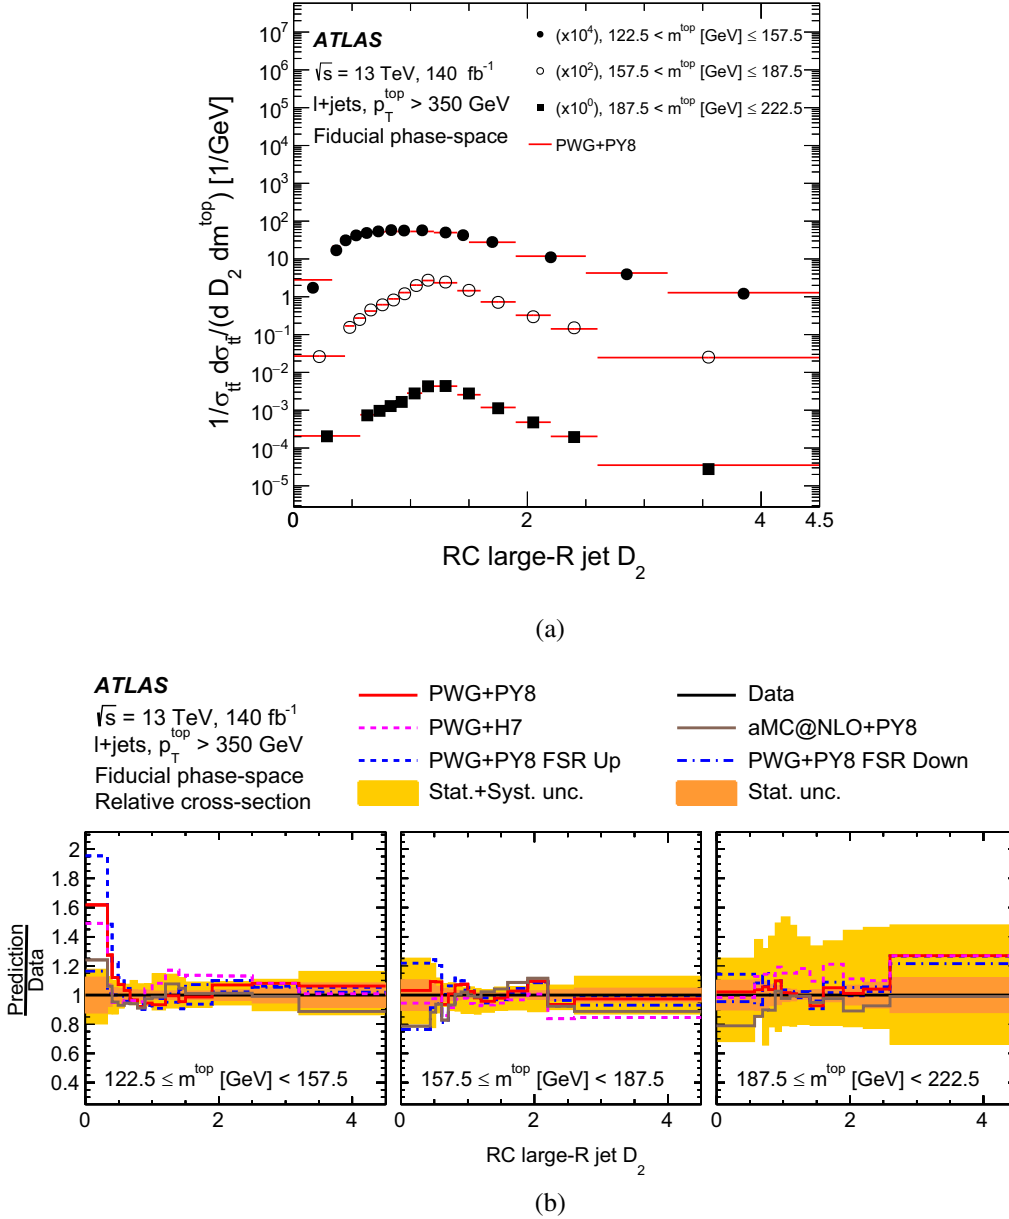 ATLAS
√s = 13 TeV, 140 fb⁻¹
l+jets, p_T^top > 350 GeV
Fiducial phase-space
(x10⁴), 122.5 < m^top [GeV] ≤ 157.5
(x10²), 157.5 < m^top [GeV] ≤ 187.5
(x10⁰), 187.5 < m^top [GeV] ≤ 222.5
PWG+PY8
1/σ_tt̄ dσ_tt̄/(d D₂ dm^top) [1/GeV]
10⁷
10⁶
10⁵
10⁴
10³
10²
10
1
10⁻¹
10⁻²
10⁻³
10⁻⁴
10⁻⁵
0 2 4 4.5
RC large-R jet D₂
(a)
ATLAS
√s = 13 TeV, 140 fb⁻¹
l+jets, p_T^top > 350 GeV
Fiducial phase-space
Relative cross-section
PWG+PY8
PWG+H7
PWG+PY8 FSR Up
Stat.+Syst. unc.
Data
aMC@NLO+PY8
PWG+PY8 FSR Down
Stat. unc.
Prediction
Data
2
1.8
1.6
1.4
1.2
1
0.8
0.6
0.4
122.5 ≤ m^top [GeV] < 157.5
157.5 ≤ m^top [GeV] < 187.5
187.5 ≤ m^top [GeV] < 222.5
0 2 4 0 2 4 0 2 4
RC large-R jet D₂
(b)